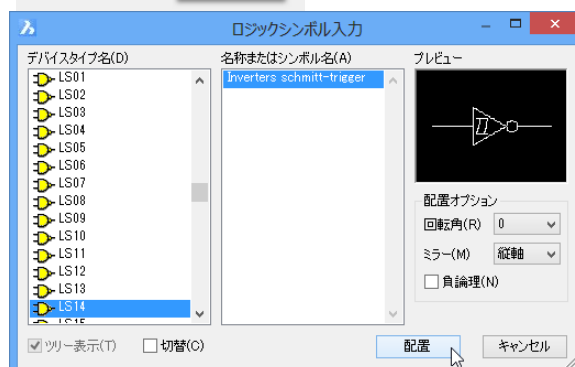 ロジックシンボル入力
デバイスタイプ名(D)
LS01
LS02
LS03
LS04
LS05
LS06
LS07
LS08
LS09
LS10
LS11
LS12
LS13
LS14
LS15
名称またはシンボル名(A)
Inverters schmitt-trigger
プレビュー
配置オプション
回転角(R) 0
ミラー(M) 縦軸
負論理(N)
ツリー表示(T) 切替(C)
配置 キャンセル